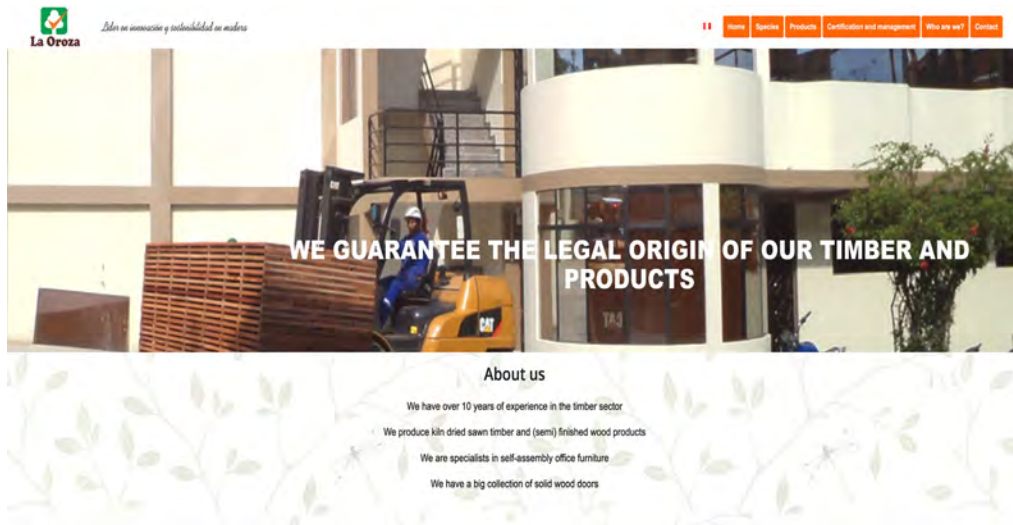 La Oroza
Líder en innovación y sostenibilidad en madera
Home
Species
Products
Certification and management
Who are we?
Contact
WE GUARANTEE THE LEGAL ORIGIN OF OUR TIMBER AND
PRODUCTS
CAT
About us
We have over 10 years of experience in the timber sector
We produce kiln dried sawn timber and (semi) finished wood products
We are specialists in self-assembly office furniture
We have a big collection of solid wood doors